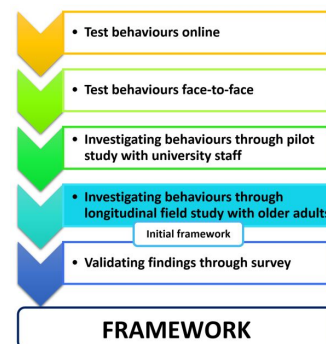 • Test behaviours online
• Test behaviours face-to-face
• Investigating behaviours through pilot
study with university staff
• Investigating behaviours through
longitudinal field study with older adults
Initial framework
• Validating findings through survey
FRAMEWORK